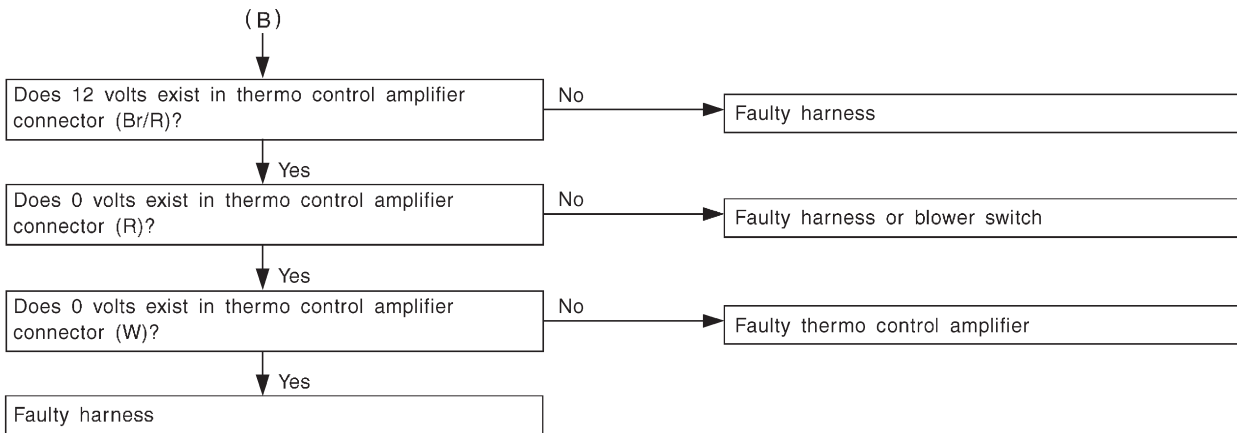 (B)
Does 12 volts exist in thermo control amplifier
connector (Br/R)?
No
Faulty harness
Yes
Does 0 volts exist in thermo control amplifier
connector (R)?
No
Faulty harness or blower switch
Yes
Does 0 volts exist in thermo control amplifier
connector (W)?
No
Faulty thermo control amplifier
Yes
Faulty harness